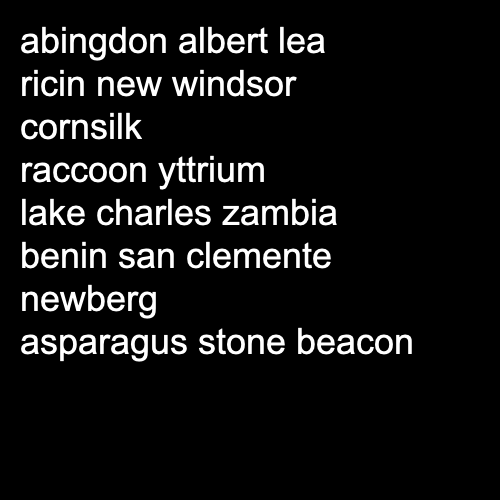 abingdon albert lea
ricin new windsor
cornsilk
raccoon yttrium
lake charles zambia
benin san clemente
newberg
asparagus stone beacon